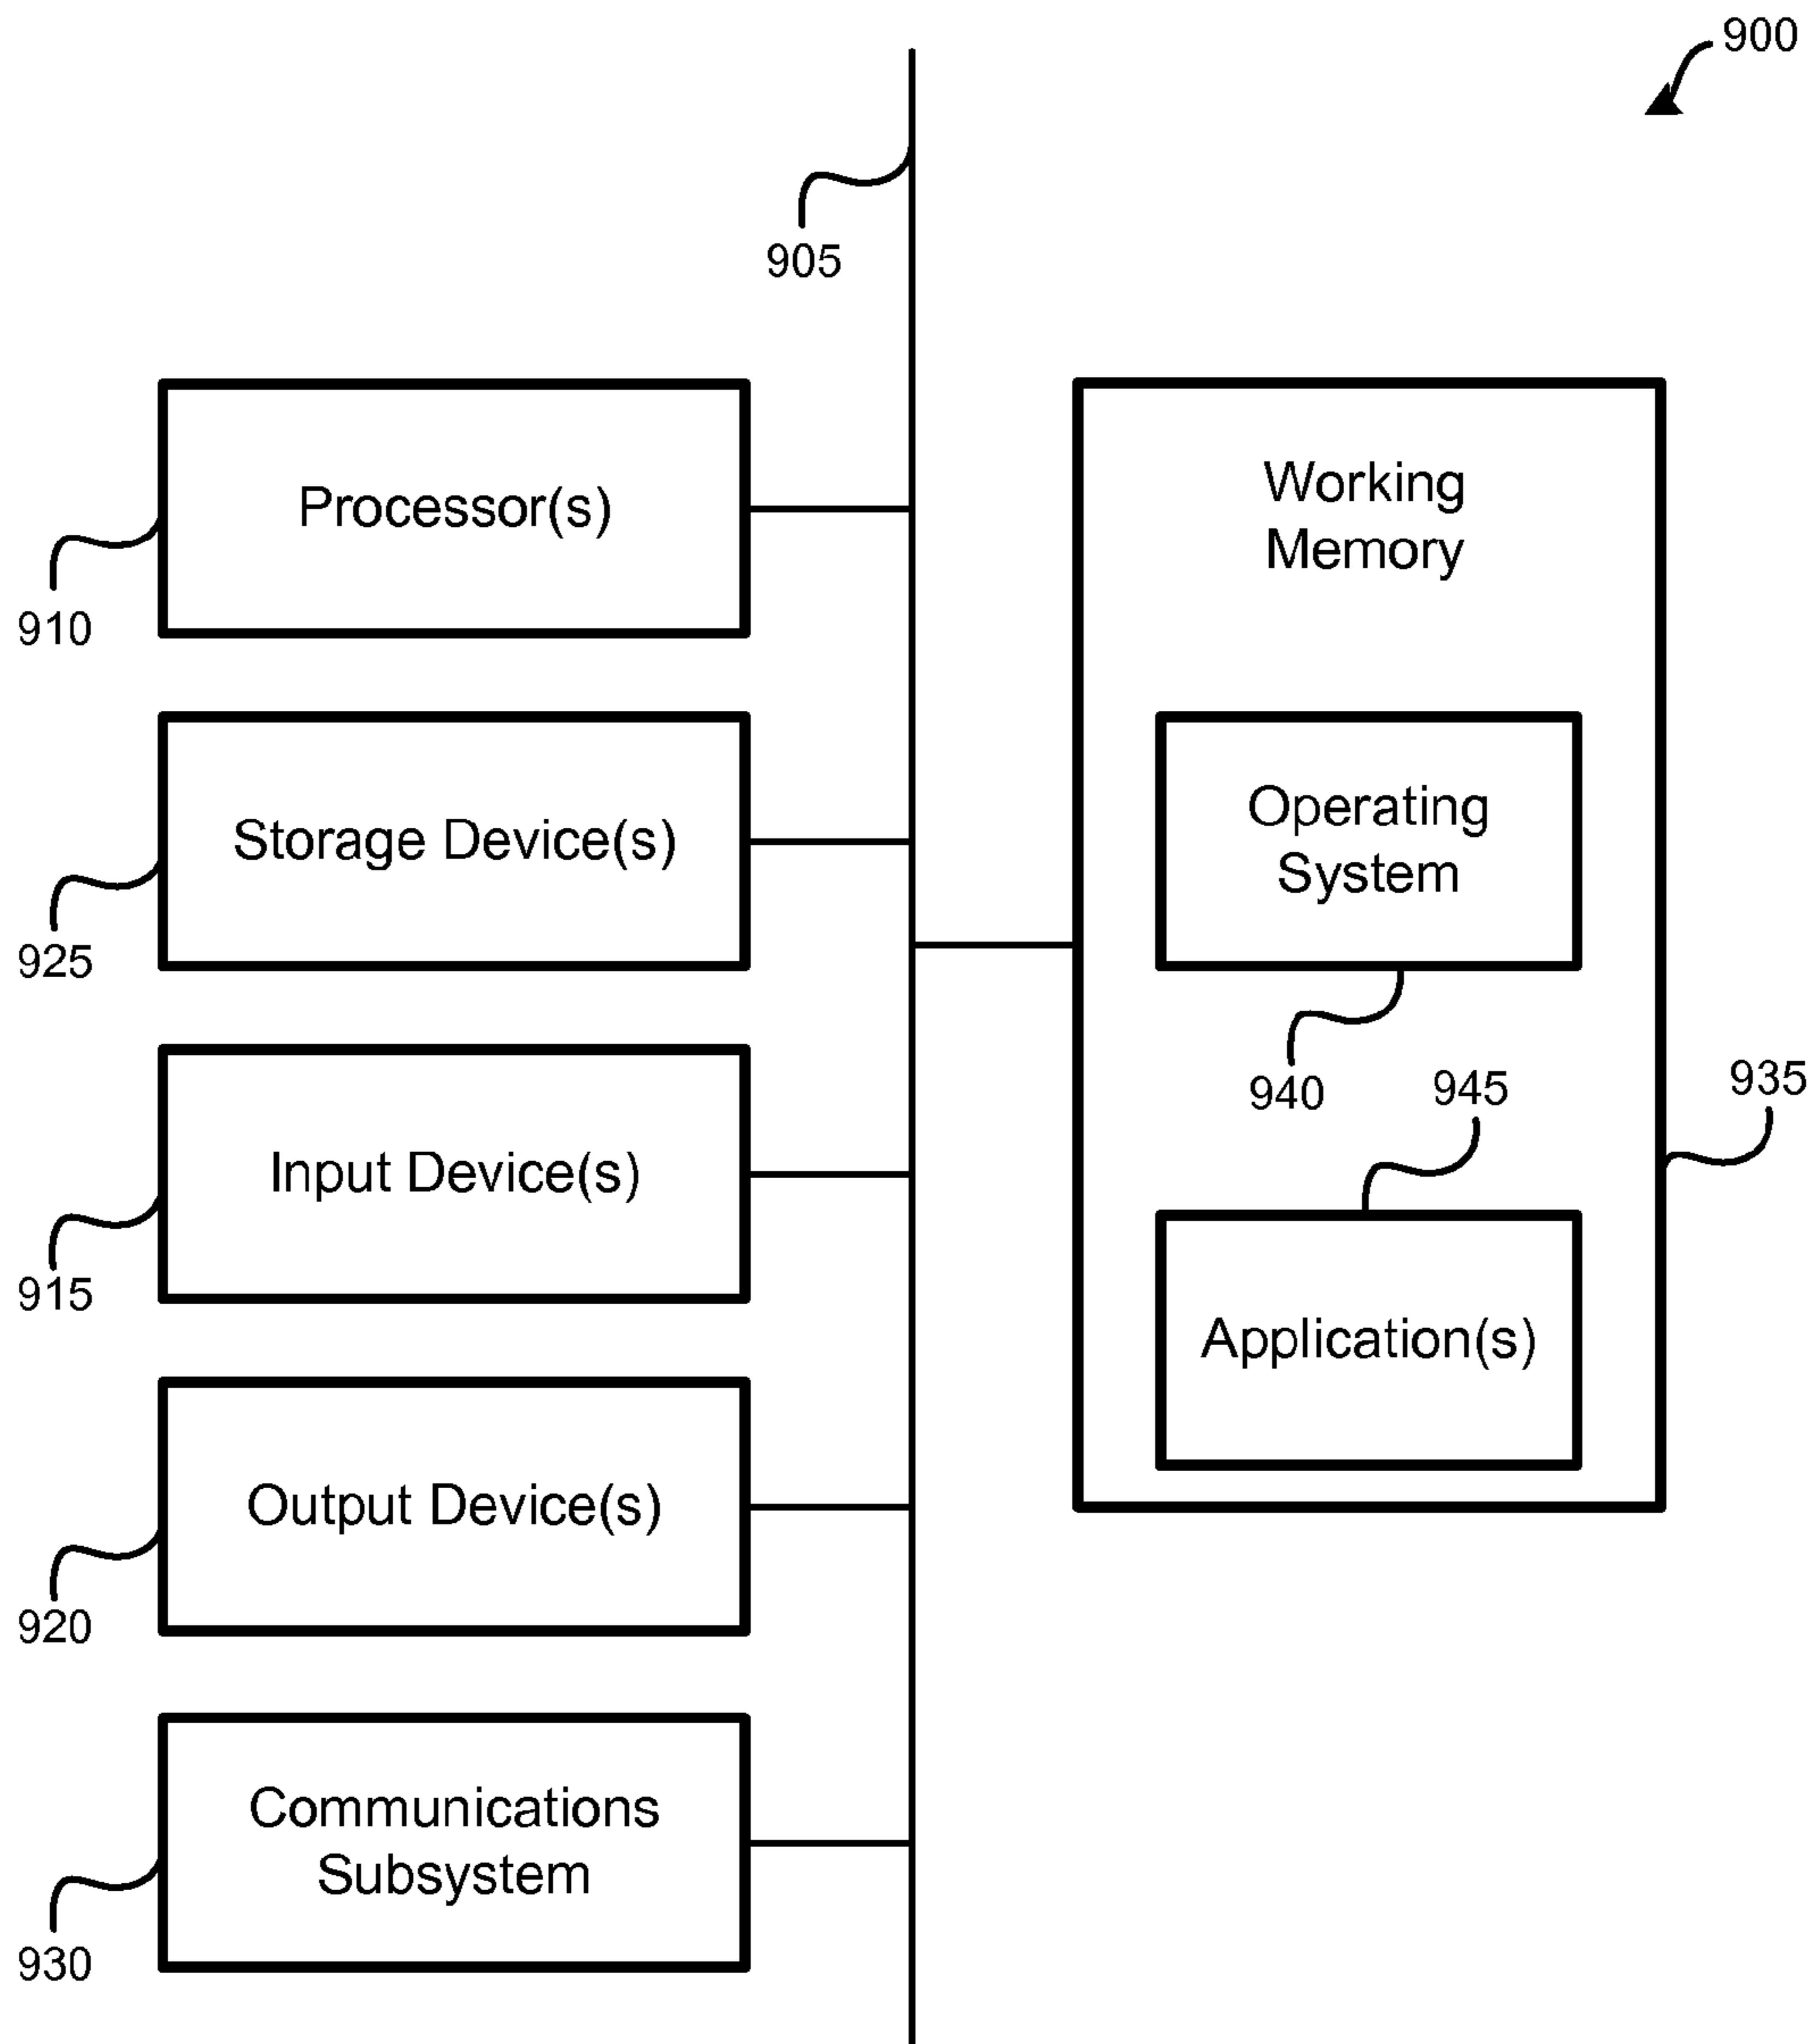 900
905
Processor(s)
910
Storage Device(s)
925
Input Device(s)
915
Output Device(s)
920
Communications
Subsystem
930
Working
Memory
Operating
System
940
945
935
Application(s)